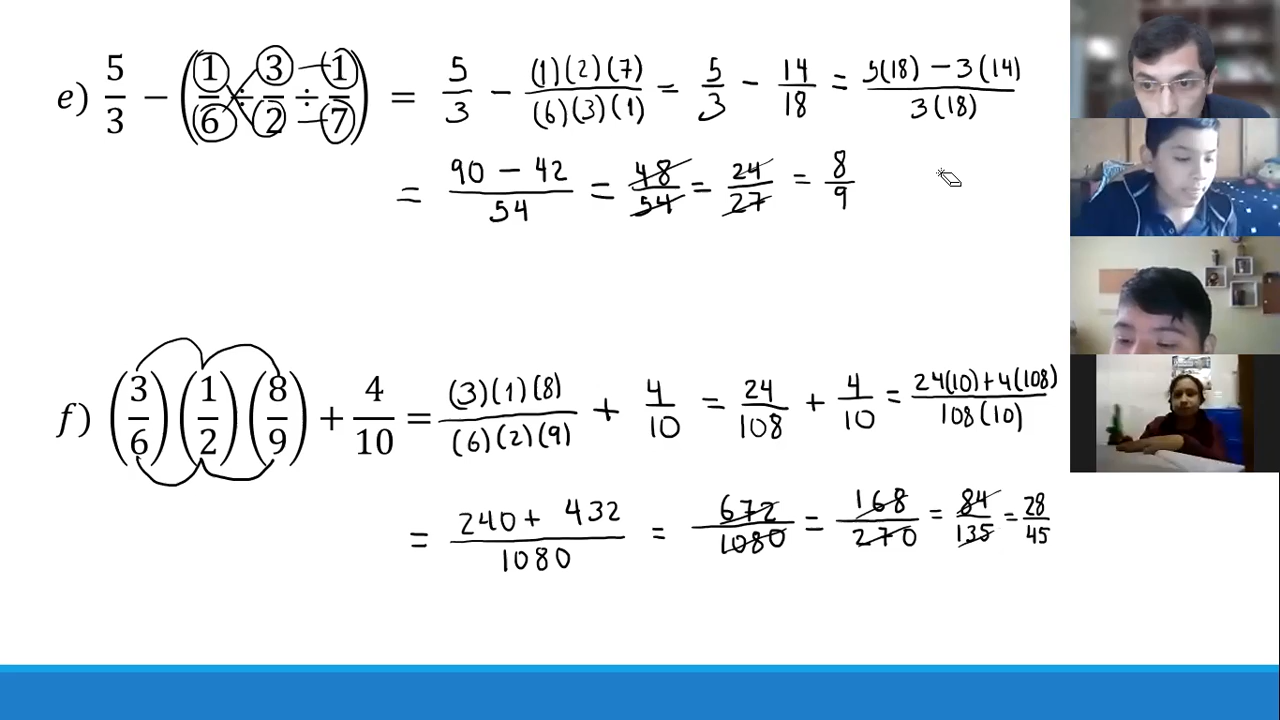 e) 5/3 − (1/6 ÷ 3/2 ÷ 1/7) = 5/3 − (1)(2)(7)/(6)(3)(1) = 5/3 − 14/18 = 5(18) − 3(14)/3(18)
= 90 − 42/54 = 48/54 = 24/27 = 8/9
f) (3/6)(1/2)(8/9) + 4/10 = (3)(1)(8)/(6)(2)(9) + 4/10 = 24/108 + 4/10 = 24(10)+4(108)/108(10)
= 240 + 432/1080 = 672/1080 = 168/270 = 84/135 = 28/45